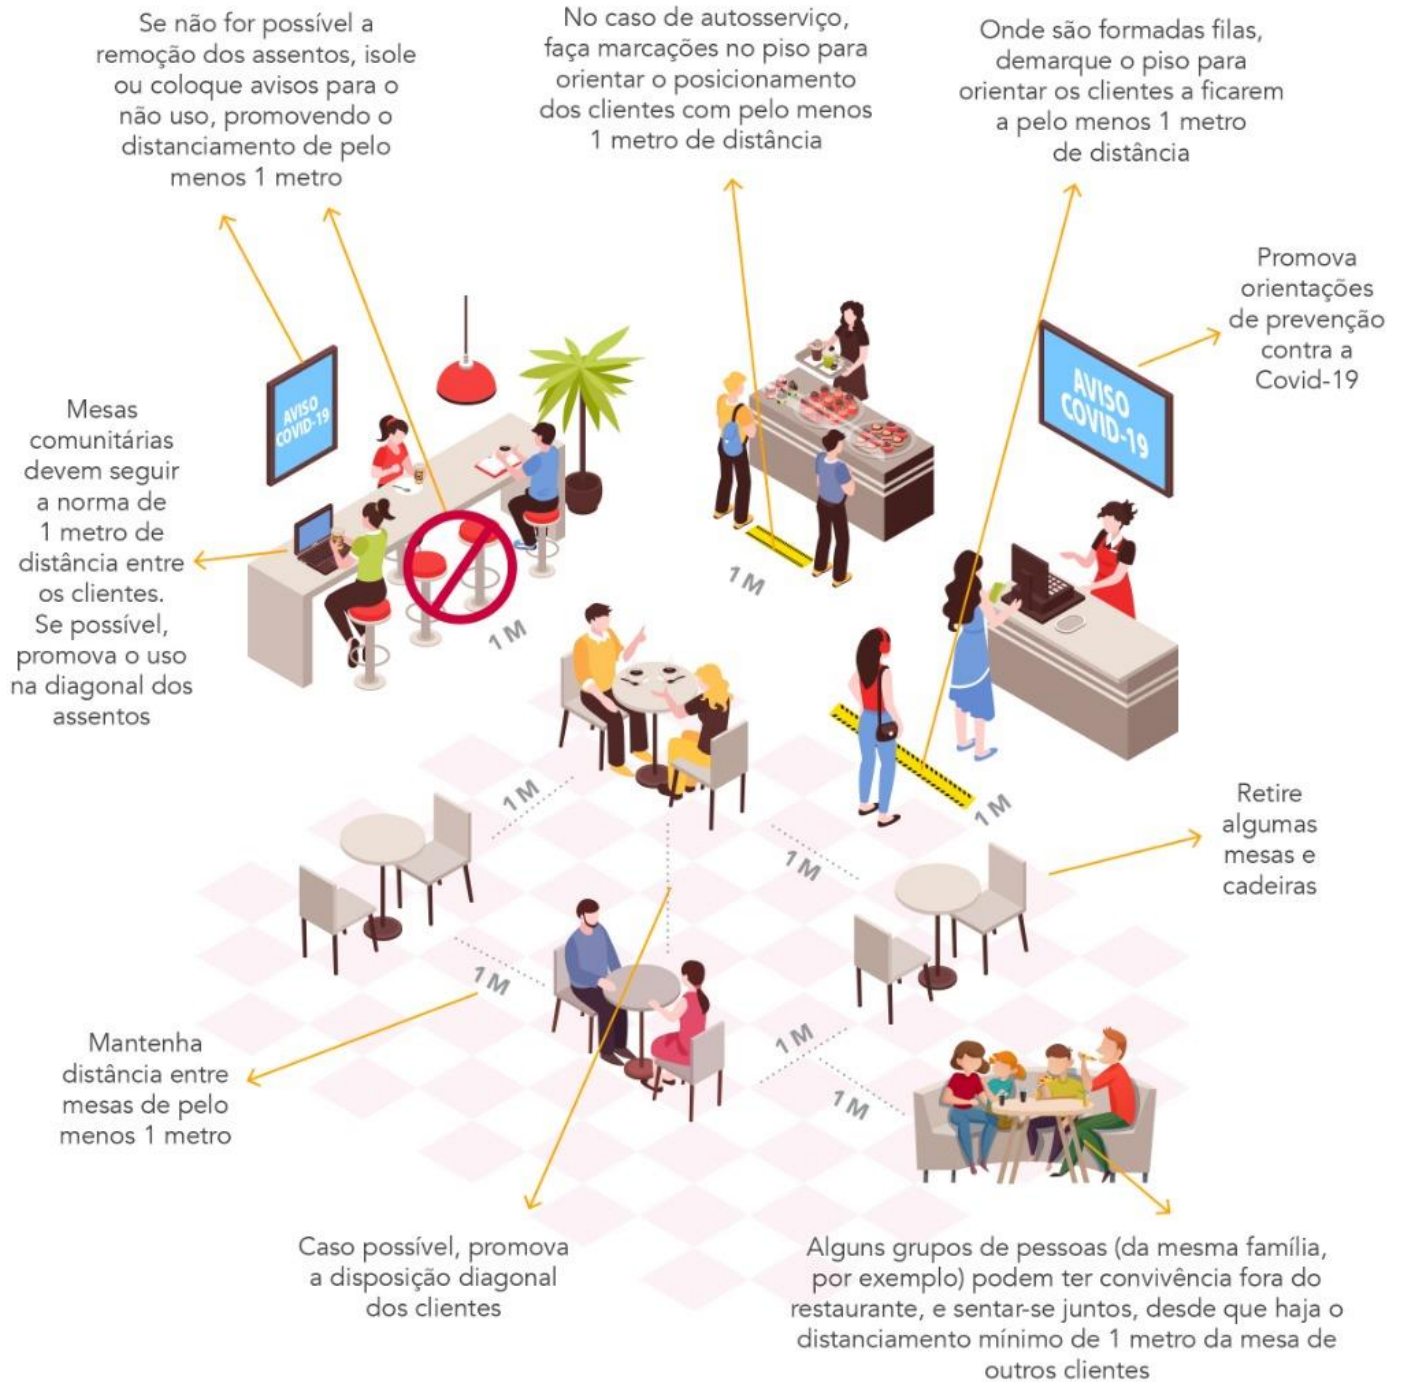 Se não for possível a
remoção dos assentos, isole
ou coloque avisos para o
não uso, promovendo o
distanciamento de pelo
menos 1 metro
No caso de autosserviço,
faça marcações no piso para
orientar o posicionamento
dos clientes com pelo menos
1 metro de distância
Onde são formadas filas,
demarque o piso para
orientar os clientes a ficarem
a pelo menos 1 metro
de distância
Promova
orientações
de prevenção
contra a
Covid-19
AVISO
COVID-19
AVISO
COVID-19
Mesas
comunitárias
devem seguir
a norma de
1 metro de
distância entre
os clientes.
Se possível,
promova o uso
na diagonal dos
assentos
1 M
1 M
1 M
1 M
1 M
Retire
algumas
mesas e
cadeiras
1 M
1 M
1 M
Mantenha
distância entre
mesas de pelo
menos 1 metro
Caso possível, promova
a disposição diagonal
dos clientes
Alguns grupos de pessoas (da mesma família,
por exemplo) podem ter convivência fora do
restaurante, e sentar-se juntos, desde que haja o
distanciamento mínimo de 1 metro da mesa de
outros clientes